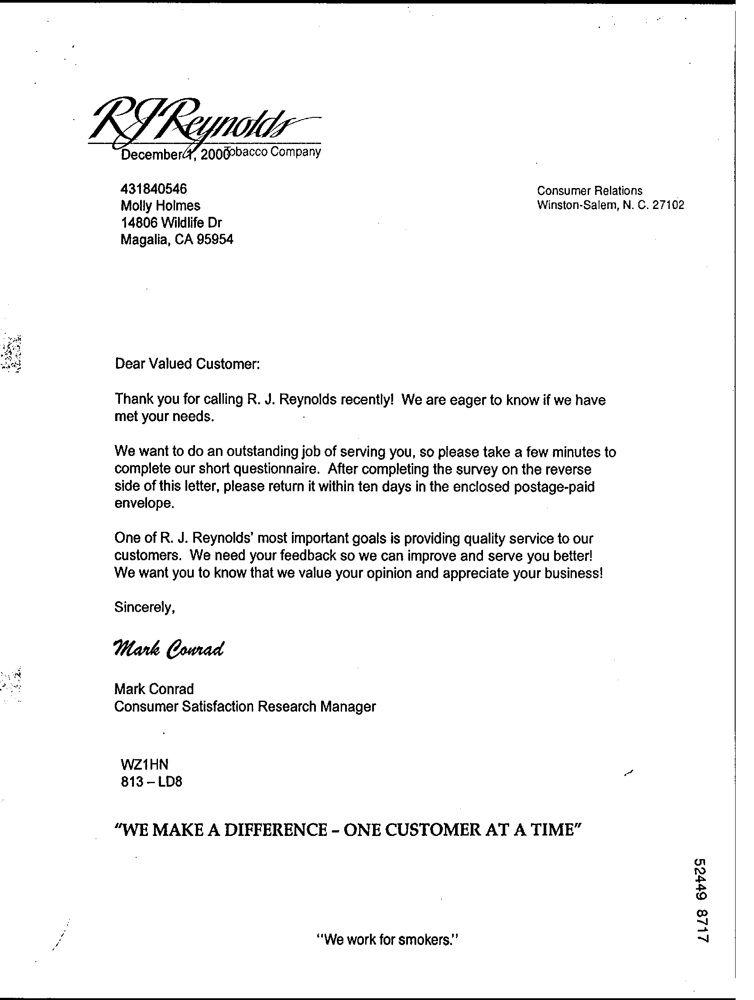 RJReynolds
Tobacco Company
December 4, 2000
431840546
Molly Holmes
14806 Wildlife Dr
Magalia, CA 95954
Consumer Relations
Winston-Salem, N. C. 27102
Dear Valued Customer:
Thank you for calling R. J. Reynolds recently! We are eager to know if we have
met your needs.
We want to do an outstanding job of serving you, so please take a few minutes to
complete our short questionnaire. After completing the survey on the reverse
side of this letter, please return it within ten days in the enclosed postage-paid
envelope.
One of R. J. Reynolds' most important goals is providing quality service to our
customers. We need your feedback so we can improve and serve you better!
We want you to know that we value your opinion and appreciate your business!
Sincerely,
Mark Conrad
Mark Conrad
Consumer Satisfaction Research Manager
WZ1HN
813 – LD8
"WE MAKE A DIFFERENCE – ONE CUSTOMER AT A TIME"
52449 8717
"We work for smokers."